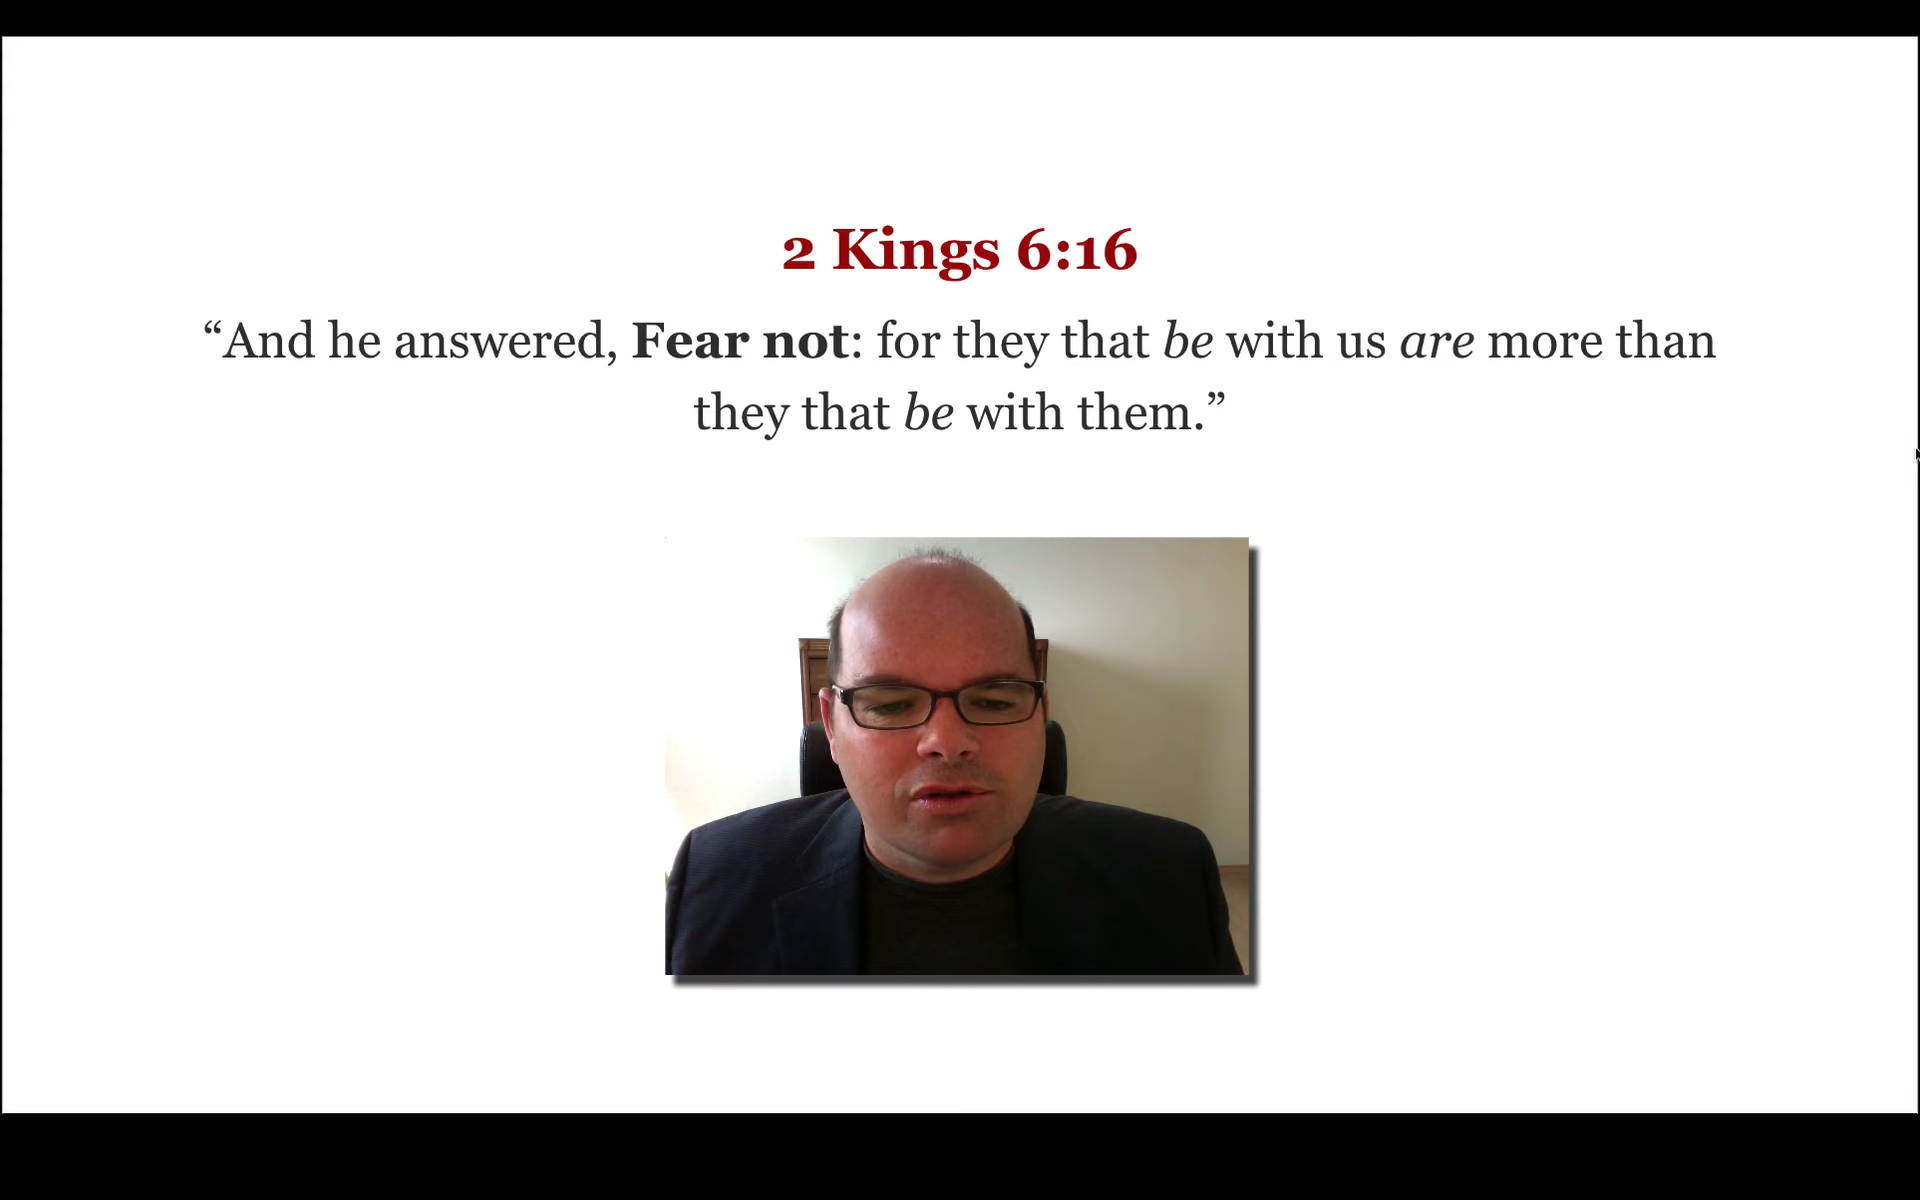 2 Kings 6:16
“And he answered, Fear not: for they that be with us are more than
they that be with them.”